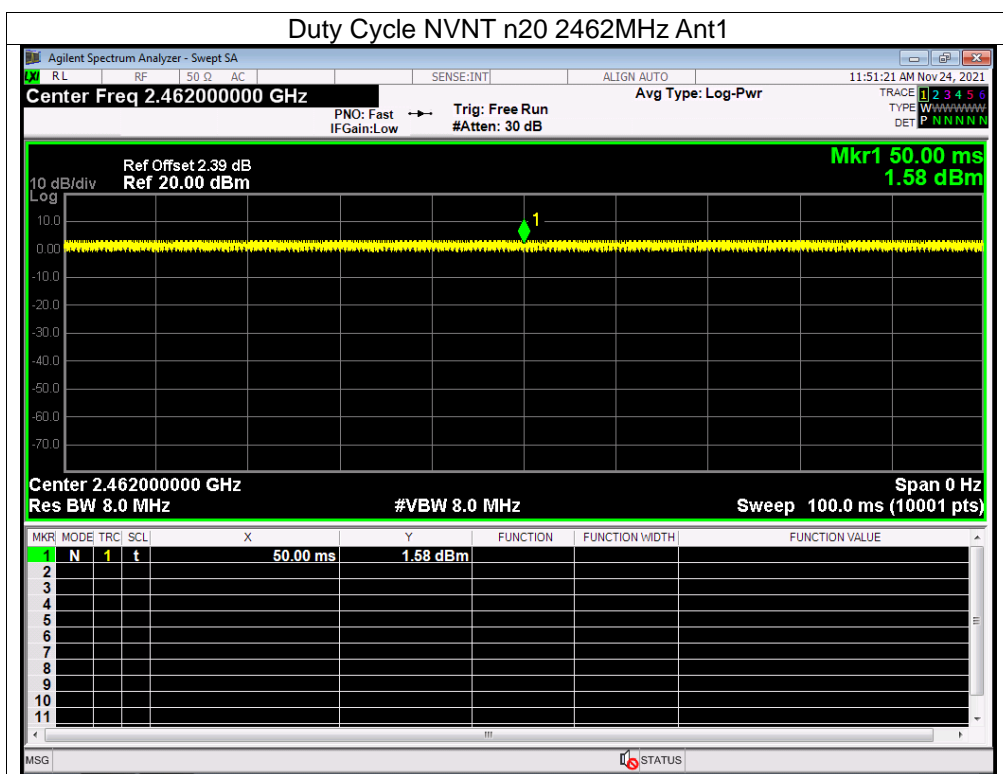 Duty Cycle NVNT n20 2462MHz Ant1
Agilent Spectrum Analyzer - Swept SA
LXI RL RF 50 Ω AC SENSE:INT ALIGN AUTO 11:51:21 AM Nov 24, 2021
Center Freq 2.462000000 GHz
PNO: Fast
IFGain:Low
Trig: Free Run
#Atten: 30 dB
Avg Type: Log-Pwr
TRACE 1 2 3 4 5 6
TYPE WWWWWW
DET P N N N N N
Mkr1 50.00 ms
1.58 dBm
Ref Offset 2.39 dB
10 dB/div Ref 20.00 dBm
Log
1
10.0
0.00
-10.0
-20.0
-30.0
-40.0
-50.0
-60.0
-70.0
Center 2.462000000 GHz Span 0 Hz
Res BW 8.0 MHz #VBW 8.0 MHz Sweep 100.0 ms (10001 pts)
MKR MODE TRC SCL X Y FUNCTION FUNCTION WIDTH FUNCTION VALUE
1 N 1 t 50.00 ms 1.58 dBm
2
3
4
5
6
7
8
9
10
11
MSG STATUS